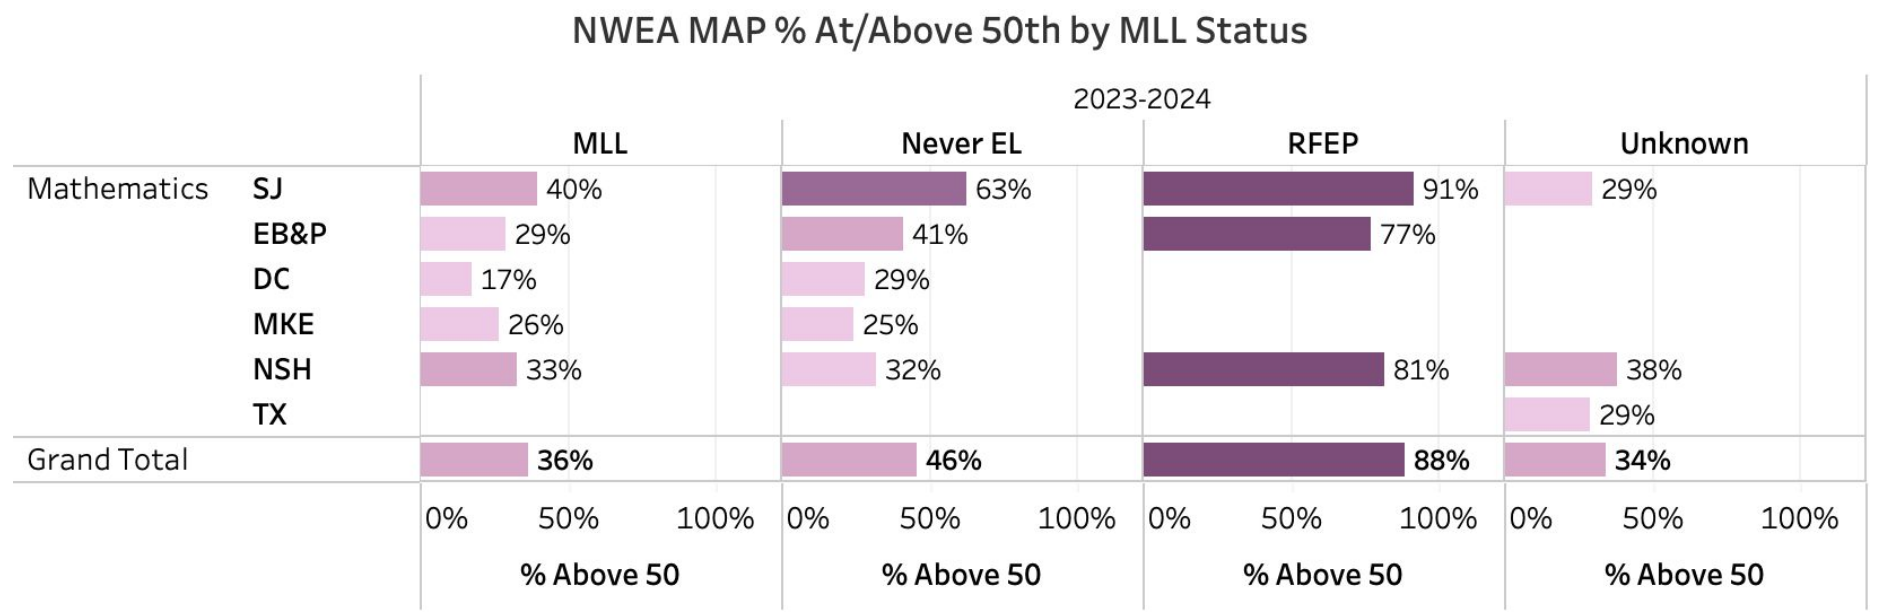 NWEA MAP % At/Above 50th by MLL Status
2023-2024
MLL Never EL RFEP Unknown
Mathematics SJ 40% 63% 91% 29%
EB&P 29% 41% 77%
DC 17% 29%
MKE 26% 25%
NSH 33% 32% 81% 38%
TX 29%
Grand Total 36% 46% 88% 34%
0% 50% 100% 0% 50% 100% 0% 50% 100% 0% 50% 100%
% Above 50 % Above 50 % Above 50 % Above 50